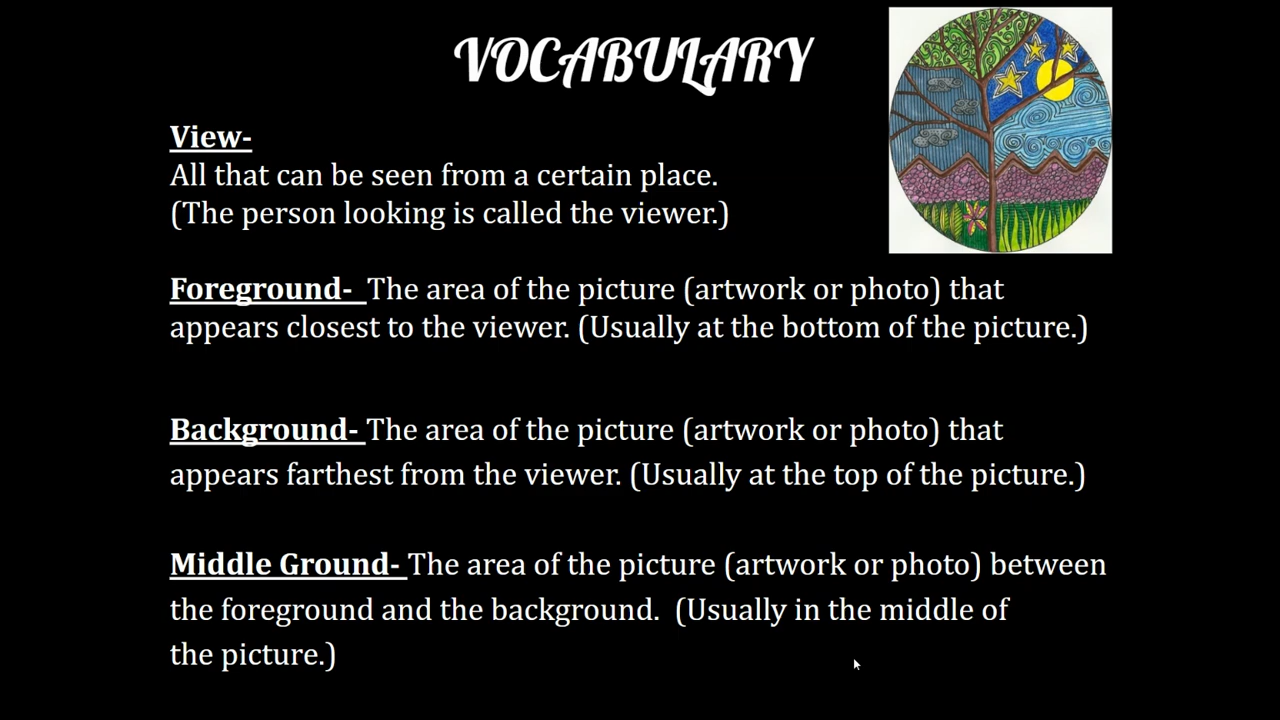 VOCABULARY
View-
All that can be seen from a certain place.
(The person looking is called the viewer.)
Foreground- The area of the picture (artwork or photo) that
appears closest to the viewer. (Usually at the bottom of the picture.)
Background- The area of the picture (artwork or photo) that
appears farthest from the viewer. (Usually at the top of the picture.)
Middle Ground- The area of the picture (artwork or photo) between
the foreground and the background. (Usually in the middle of
the picture.)